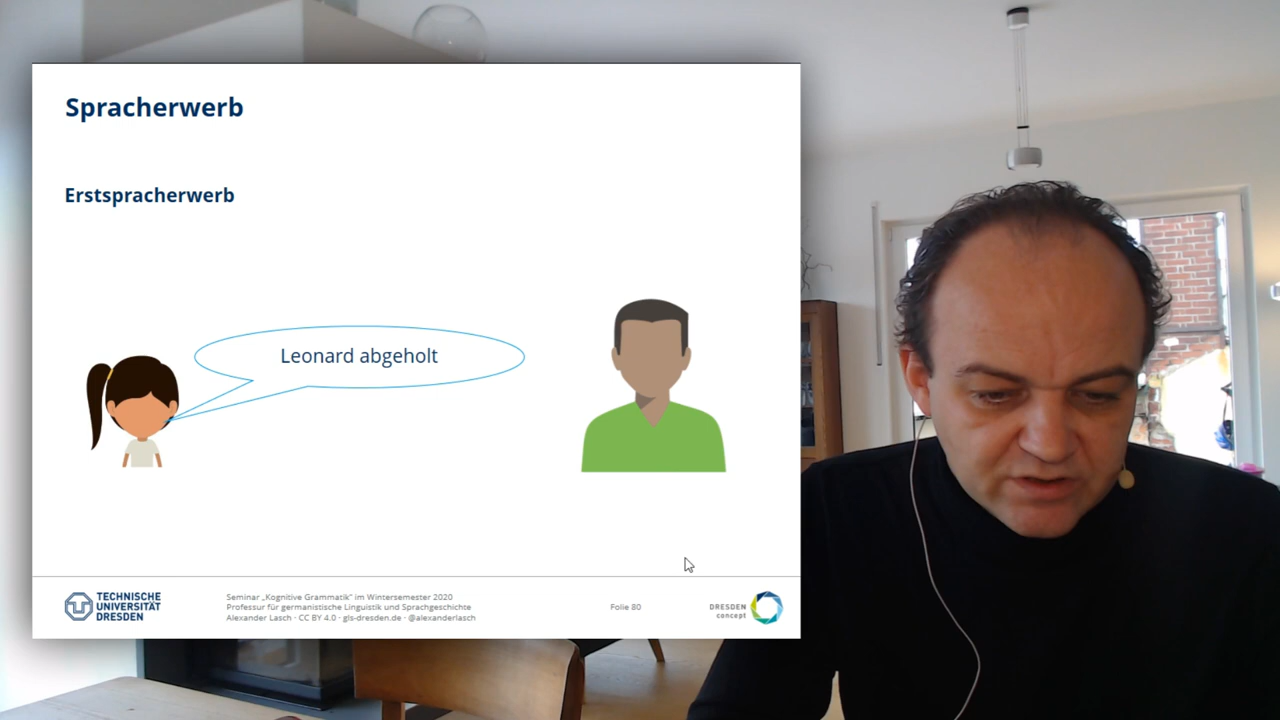 Spracherwerb
Erstspracherwerb
Leonard abgeholt
TECHNISCHE
UNIVERSITÄT
DRESDEN
Seminar „Kognitive Grammatik" im Wintersemester 2020
Professur für germanistische Linguistik und Sprachgeschichte
Alexander Lasch · CC BY 4.0 · gls-dresden.de · @alexanderlasch
Folie 80
DRESDEN
concept